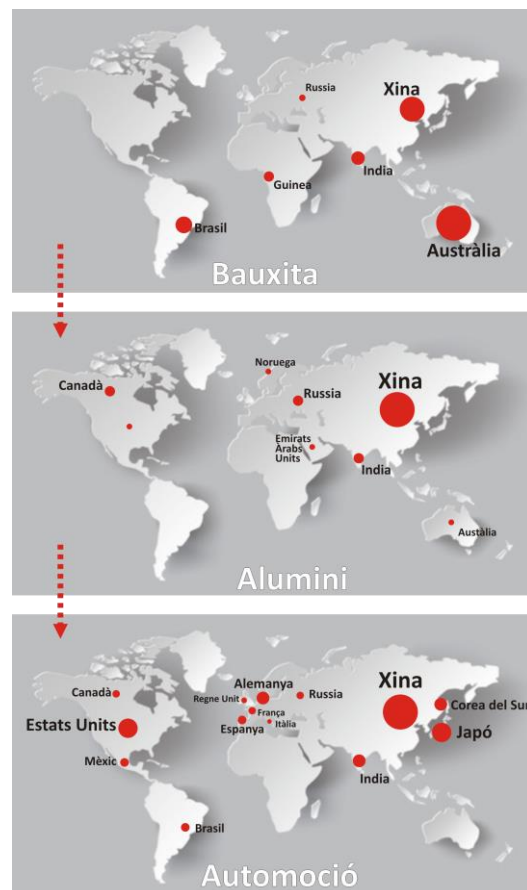 Russia
Xina
India
Guinea
Brasil
Austràlia
Bauxita
Noruega
Canadà
Xina
Russia
Emirats
Àrabs
Units
India
Austàlia
Alumini
Alemanya
Xina
Canadà
Regne Unit
Russia
França
Corea del Sur
Estats Units
Espanya
Itàlia
Japó
Mèxic
India
Brasil
Automoció